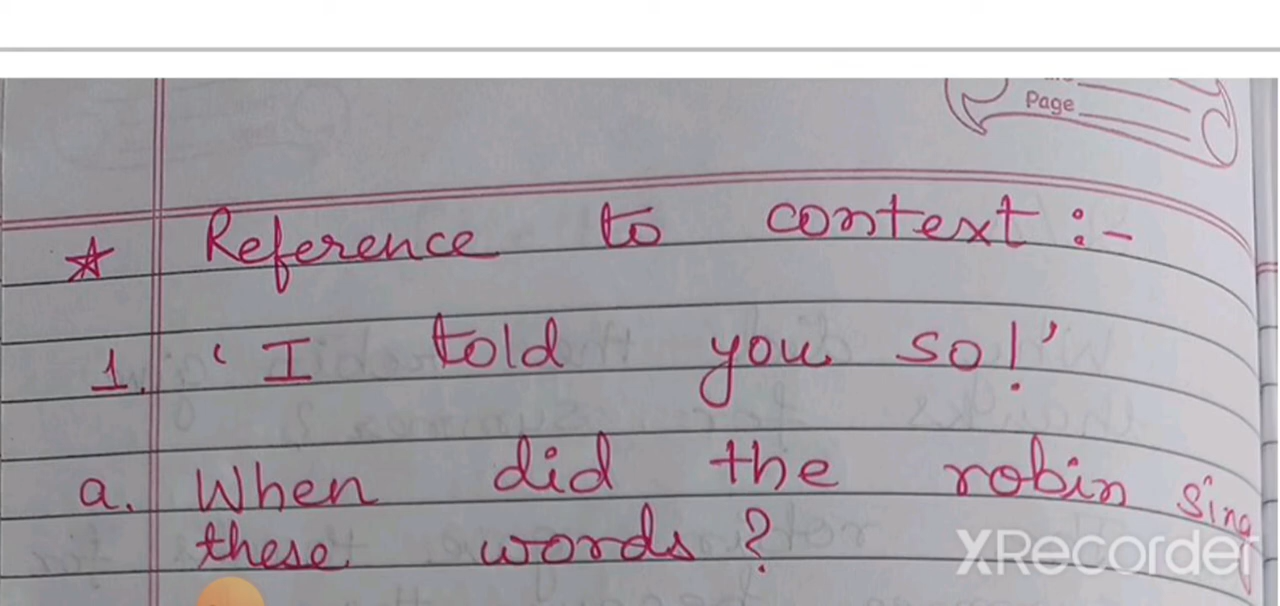 Page
☆ Reference to context :-
1. ‘I told you so!’
a. When did the robin sing
these words?
XRecorder